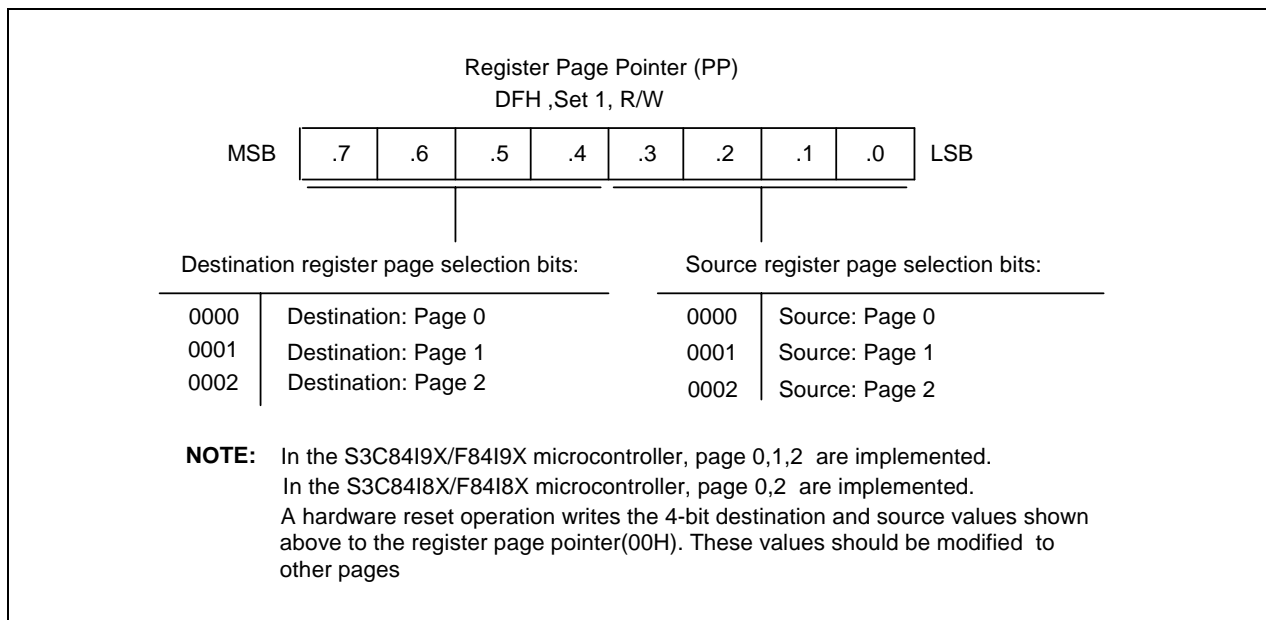 Register Page Pointer (PP)
DFH ,Set 1, R/W
MSB .7 .6 .5 .4 .3 .2 .1 .0 LSB
Destination register page selection bits:
0000 Destination: Page 0
0001 Destination: Page 1
0002 Destination: Page 2
Source register page selection bits:
0000 Source: Page 0
0001 Source: Page 1
0002 Source: Page 2
NOTE: In the S3C84I9X/F84I9X microcontroller, page 0,1,2 are implemented.
In the S3C84I8X/F84I8X microcontroller, page 0,2 are implemented.
A hardware reset operation writes the 4-bit destination and source values shown
above to the register page pointer(00H). These values should be modified to
other pages